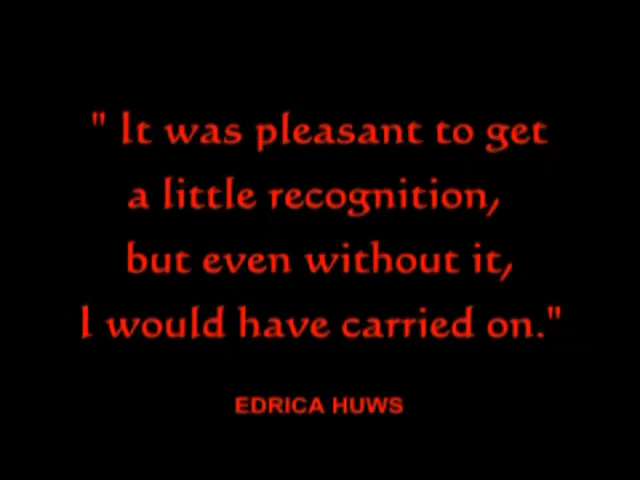 " It was pleasant to get
a little recognition,
but even without it,
I would have carried on."
EDRICA HUWS